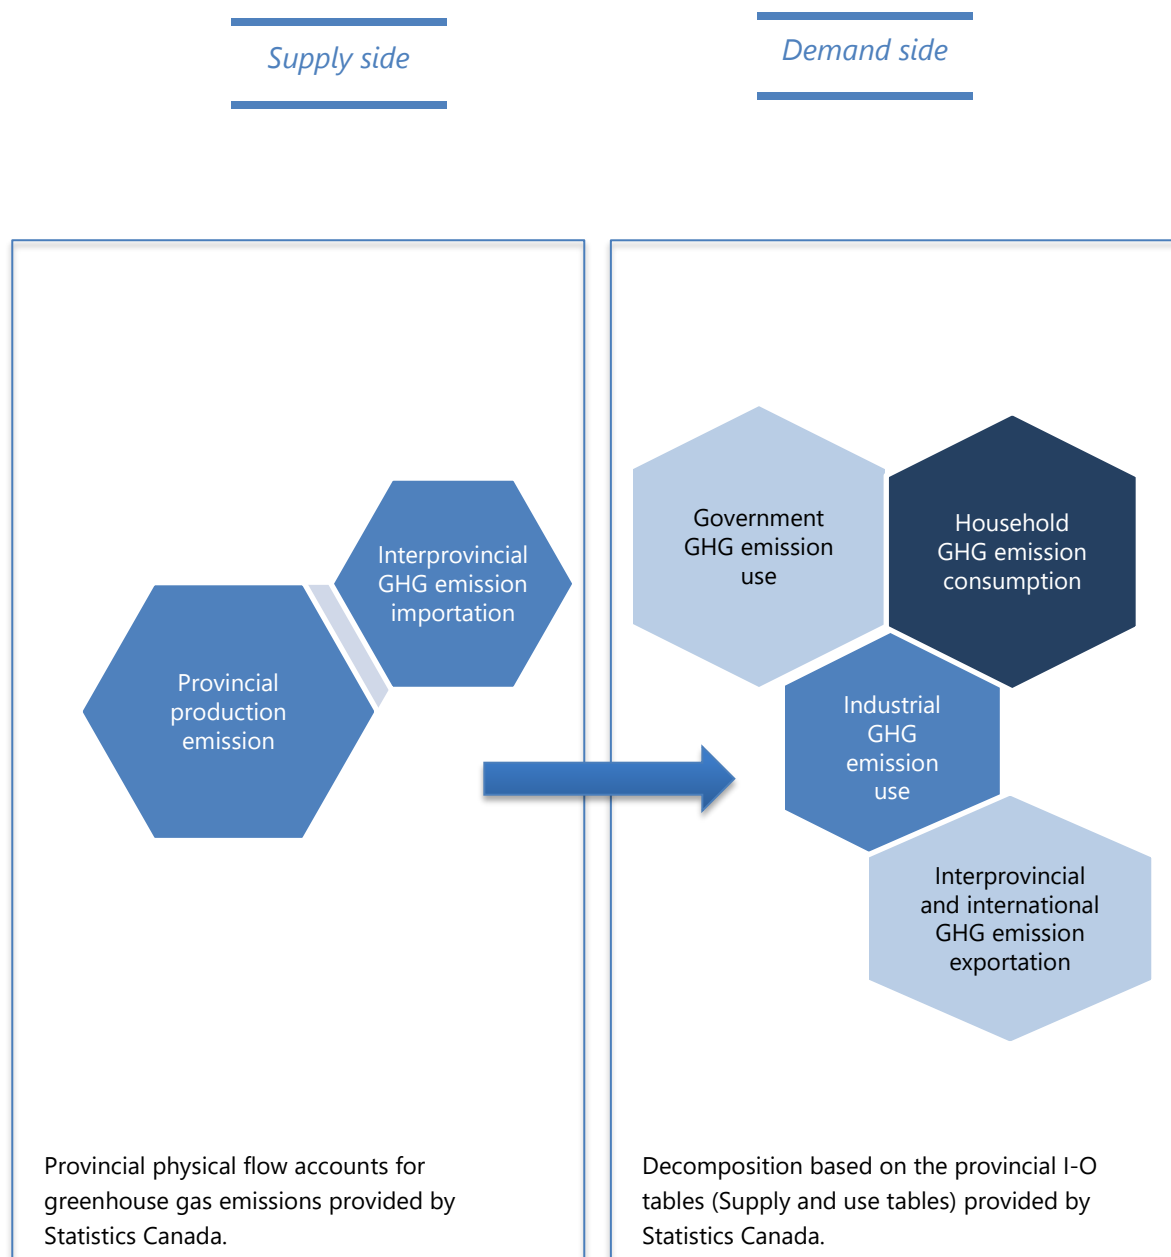 Supply side
Demand side
Interprovincial
GHG emission
importation
Provincial
production
emission
Provincial physical flow accounts for
greenhouse gas emissions provided by
Statistics Canada.
Government
GHG emission
use
Household
GHG emission
consumption
Industrial
GHG
emission
use
Interprovincial
and international
GHG emission
exportation
Decomposition based on the provincial I-O
tables (Supply and use tables) provided by
Statistics Canada.